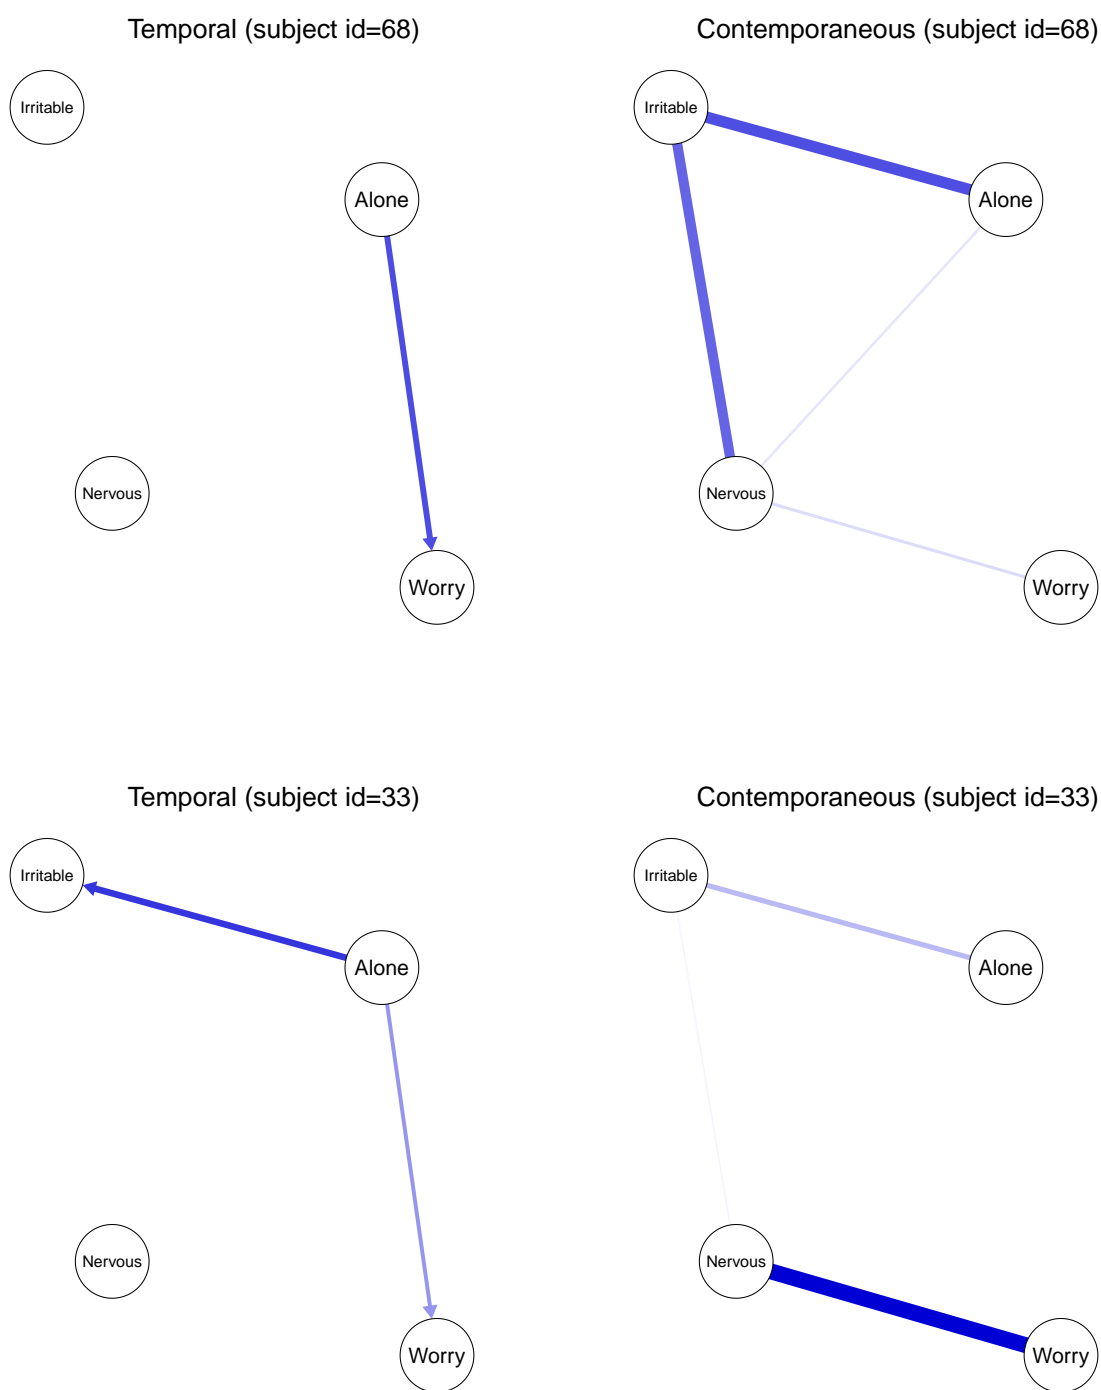 Temporal (subject id=68)
Contemporaneous (subject id=68)
Irritable
Alone
Nervous
Worry
Irritable
Alone
Nervous
Worry
Temporal (subject id=33)
Contemporaneous (subject id=33)
Irritable
Alone
Nervous
Worry
Irritable
Alone
Nervous
Worry